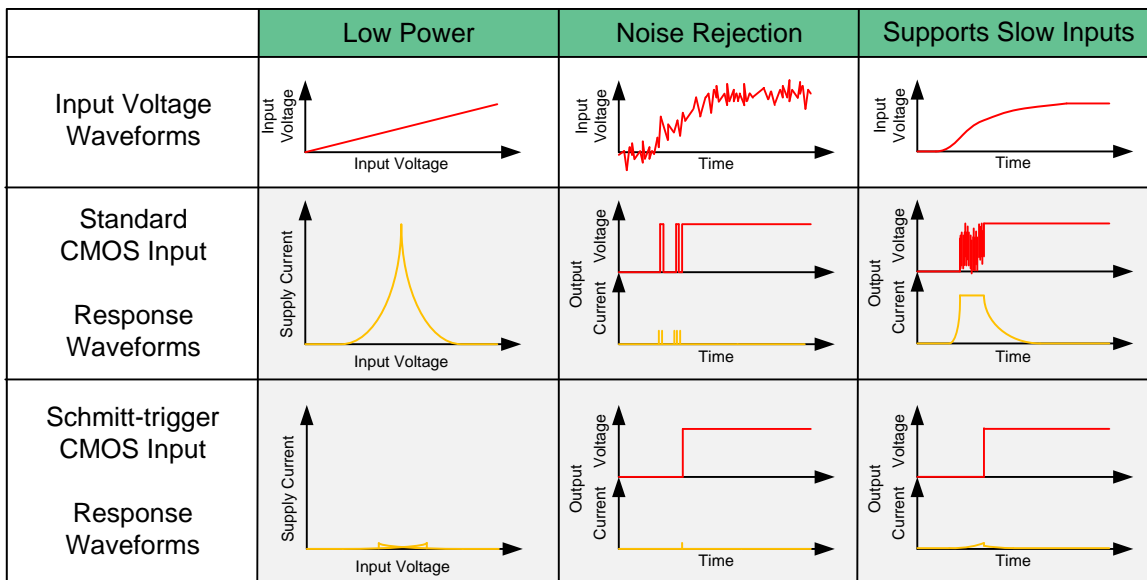 Low Power
Noise Rejection
Supports Slow Inputs
Input Voltage
Waveforms
Input
Voltage
Input Voltage
Input
Voltage
Time
Input
Voltage
Time
Standard
CMOS Input
Response
Waveforms
Supply Current
Input Voltage
Output
Voltage
Current
Time
Output
Voltage
Current
Time
Schmitt-trigger
CMOS Input
Response
Waveforms
Supply Current
Input Voltage
Output
Voltage
Current
Time
Output
Voltage
Current
Time